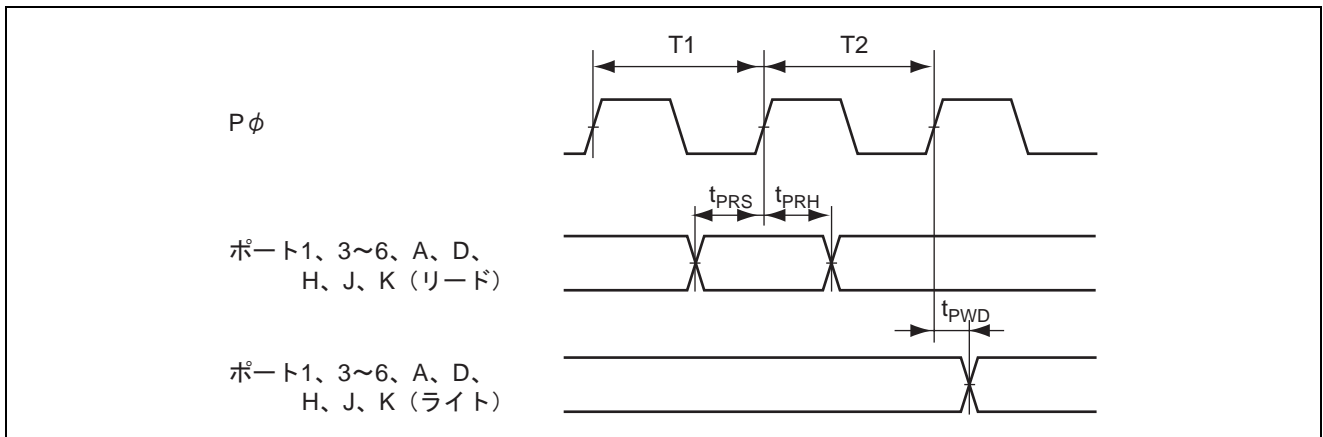 T1 T2
Pφ
tPRS tPRH
ポート1、3〜6、A、D、
H、J、K（リード）
tPWD
ポート1、3〜6、A、D、
H、J、K（ライト）